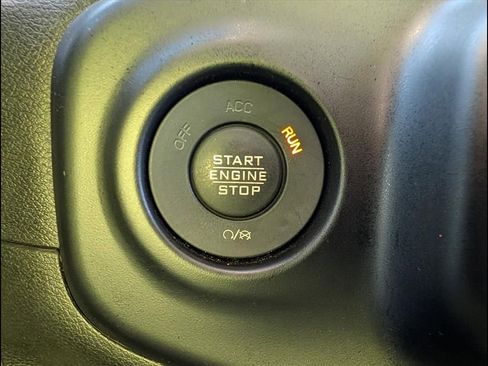 OFF
ACC
RUN
START
ENGINE
STOP